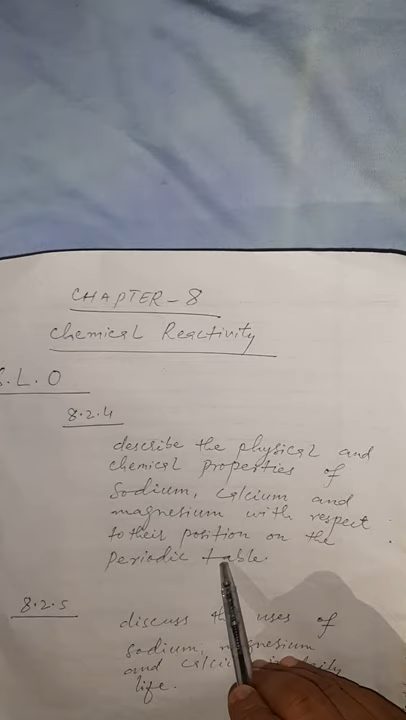 CHAPTER-8
Chemical Reactivity
S.L.O
8.2.4
describe the physical and
chemical properties of
Sodium, calcium and
magnesium with respect
to their position on the
periodic table.
8.2.5
discuss the uses of
sodium, magnesium
and daily
life.